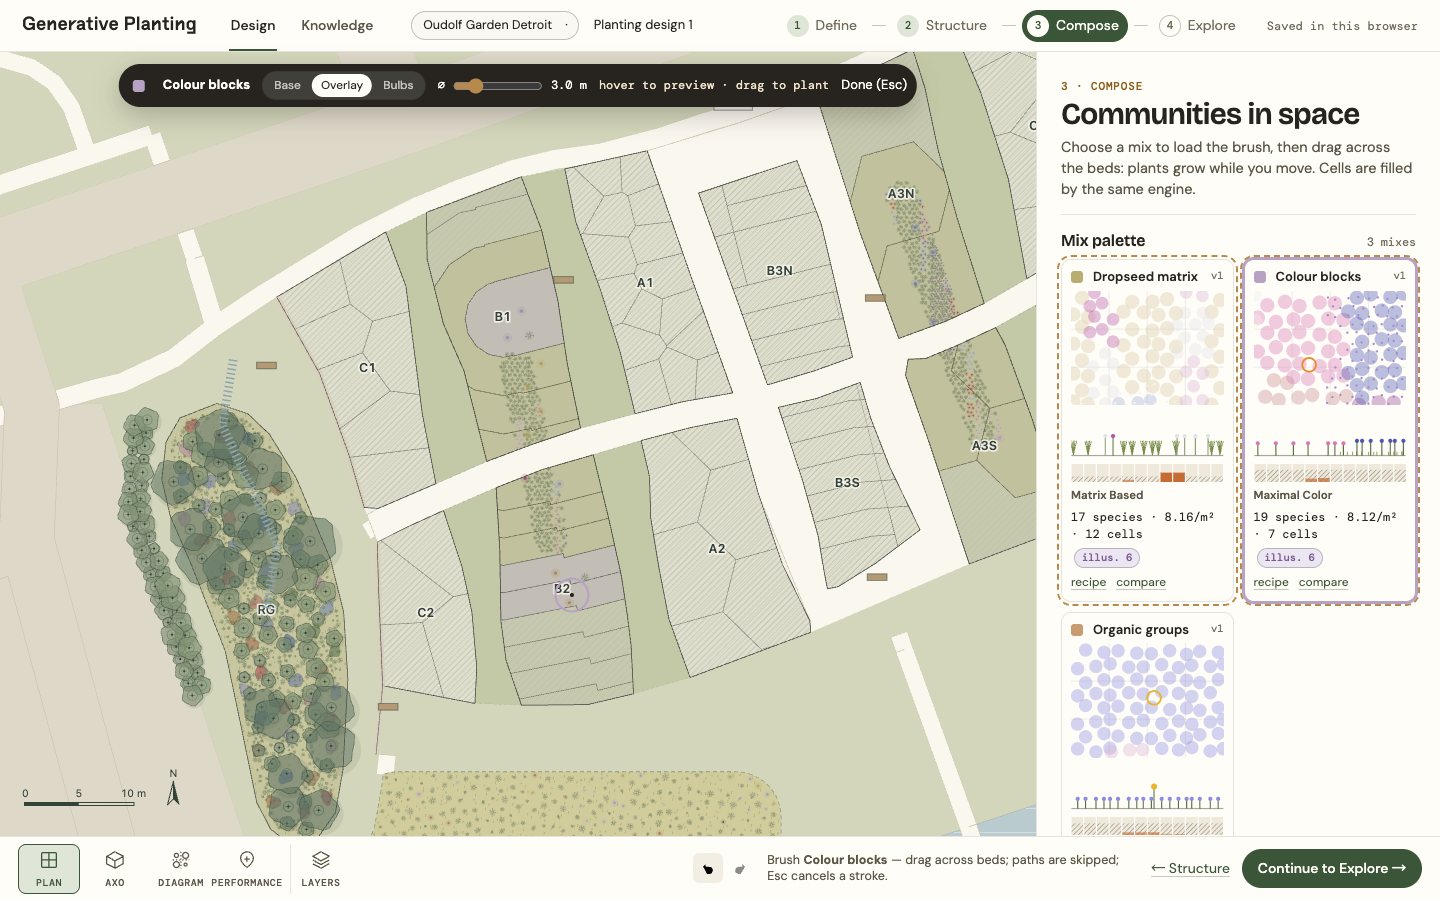 Generative Planting
Design
Knowledge
Oudolf Garden Detroit ·
Planting design 1
1 Define
2 Structure
3 Compose
4 Explore
Saved in this browser
Colour blocks
Base
Overlay
Bulbs
ø
3.0 m
hover to preview · drag to plant
Done (Esc)
3 · COMPOSE
Communities in space
Choose a mix to load the brush, then drag across
the beds: plants grow while you move. Cells are filled
by the same engine.
Mix palette
3 mixes
Dropseed matrix v1
Matrix Based
17 species · 8.16/m²
· 12 cells
illus. 6
recipe compare
Colour blocks v1
Maximal Color
19 species · 8.12/m²
· 7 cells
illus. 6
recipe compare
Organic groups v1
A3N
C
B3N
A1
B1
C1
A3S
B3S
A2
B2
C2
RG
N
0 5 10 m
PLAN
AXO
DIAGRAM
PERFORMANCE
LAYERS
Brush Colour blocks — drag across beds; paths are skipped;
Esc cancels a stroke.
← Structure
Continue to Explore →